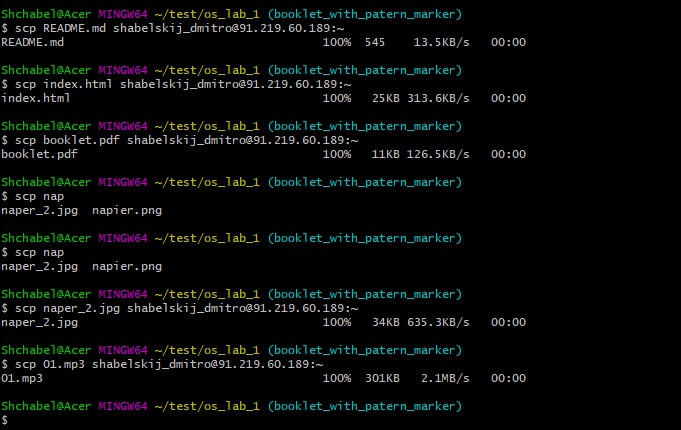 Shchabel@Acer MINGW64 ~/test/os_lab_1 (booklet_with_patern_marker)
$ scp README.md shabelskij_dmitro@91.219.60.189:~
README.md 100% 545 13.5KB/s 00:00
Shchabel@Acer MINGW64 ~/test/os_lab_1 (booklet_with_patern_marker)
$ scp index.html shabelskij_dmitro@91.219.60.189:~
index.html 100% 25KB 313.6KB/s 00:00
Shchabel@Acer MINGW64 ~/test/os_lab_1 (booklet_with_patern_marker)
$ scp booklet.pdf shabelskij_dmitro@91.219.60.189:~
booklet.pdf 100% 11KB 126.5KB/s 00:00
Shchabel@Acer MINGW64 ~/test/os_lab_1 (booklet_with_patern_marker)
$ scp nap
naper_2.jpg napier.png
Shchabel@Acer MINGW64 ~/test/os_lab_1 (booklet_with_patern_marker)
$ scp nap
naper_2.jpg napier.png
Shchabel@Acer MINGW64 ~/test/os_lab_1 (booklet_with_patern_marker)
$ scp naper_2.jpg shabelskij_dmitro@91.219.60.189:~
naper_2.jpg 100% 34KB 635.3KB/s 00:00
Shchabel@Acer MINGW64 ~/test/os_lab_1 (booklet_with_patern_marker)
$ scp 01.mp3 shabelskij_dmitro@91.219.60.189:~
01.mp3 100% 301KB 2.1MB/s 00:00
Shchabel@Acer MINGW64 ~/test/os_lab_1 (booklet_with_patern_marker)
$